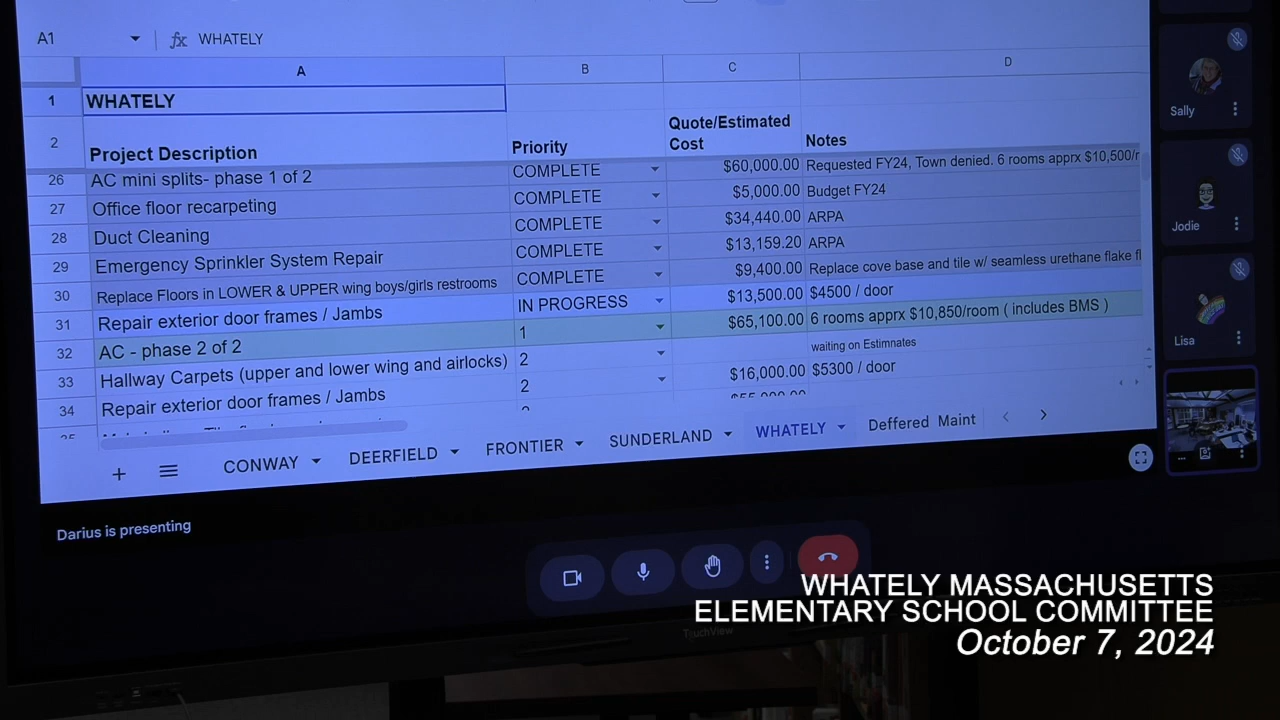 A1 fx WHATELY
A B C D
1 WHATELY
2 Project Description Priority Quote/Estimated Cost Notes
26 AC mini splits- phase 1 of 2 COMPLETE $60,000.00 Requested FY24, Town denied. 6 rooms apprx $10,500/r
27 Office floor recarpeting COMPLETE $5,000.00 Budget FY24
28 Duct Cleaning COMPLETE $34,440.00 ARPA
29 Emergency Sprinkler System Repair COMPLETE $13,159.20 ARPA
30 Replace Floors in LOWER & UPPER wing boys/girls restrooms COMPLETE $9,400.00 Replace cove base and tile w/ seamless urethane flake fl
31 Repair exterior door frames / Jambs IN PROGRESS $13,500.00 $4500 / door
32 AC - phase 2 of 2 1 $65,100.00 6 rooms apprx $10,850/room ( includes BMS )
33 Hallway Carpets (upper and lower wing and airlocks) 2 waiting on Estimnates
34 Repair exterior door frames / Jambs 2 $16,000.00 $5300 / door
+ CONWAY DEERFIELD FRONTIER SUNDERLAND WHATELY Deffered Maint
Sally
Jodie
Lisa
Darius is presenting
TouchView
WHATELY MASSACHUSETTS
ELEMENTARY SCHOOL COMMITTEE
October 7, 2024